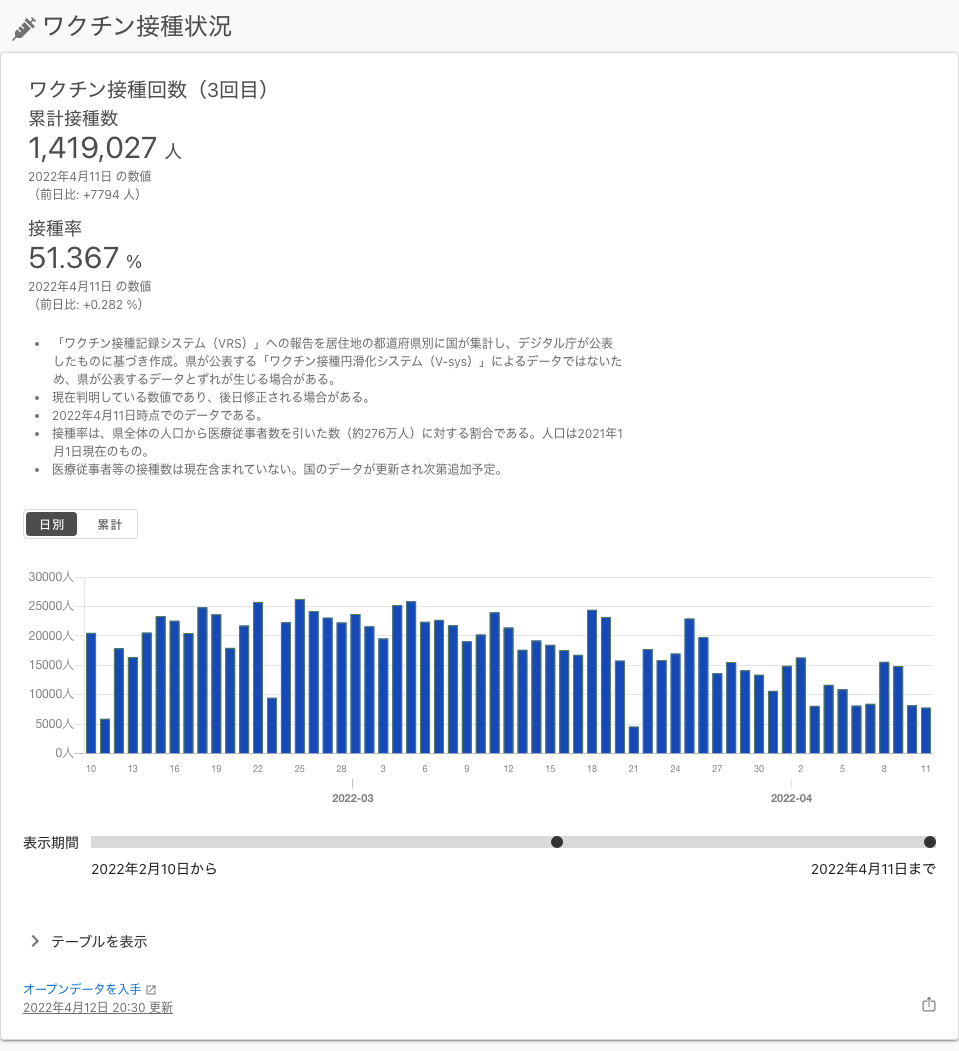 ワクチン接種状況
ワクチン接種回数（3回目）
累計接種数
1,419,027 人
2022年4月11日 の数値
（前日比: +7794 人）
接種率
51.367 %
2022年4月11日 の数値
（前日比: +0.282 %）
• 「ワクチン接種記録システム（VRS）」への報告を居住地の都道府県別に国が集計し、デジタル庁が公表
したものに基づき作成。県が公表する「ワクチン接種円滑化システム（V-sys）」によるデータではないた
め、県が公表するデータとずれが生じる場合がある。
• 現在判明している数値であり、後日修正される場合がある。
• 2022年4月11日時点でのデータである。
• 接種率は、県全体の人口から医療従事者数を引いた数（約276万人）に対する割合である。人口は2021年1
月1日現在のもの。
• 医療従事者等の接種数は現在含まれていない。国のデータが更新され次第追加予定。
日別 累計
30000人
25000人
20000人
15000人
10000人
5000人
0人
10 13 16 19 22 25 28 3 6 9 12 15 18 21 24 27 30 2 5 8 11
2022-03 2022-04
表示期間
2022年2月10日から 2022年4月11日まで
テーブルを表示
オープンデータを入手
2022年4月12日 20:30 更新